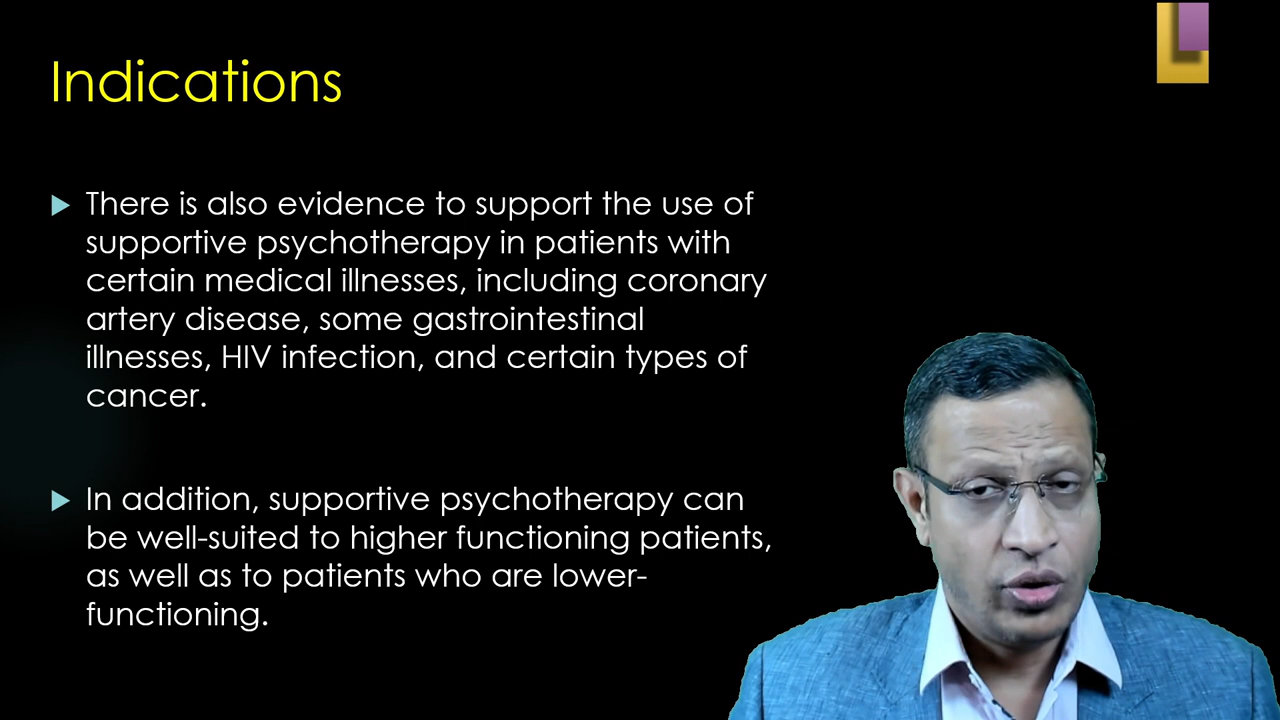 Indications
There is also evidence to support the use of
supportive psychotherapy in patients with
certain medical illnesses, including coronary
artery disease, some gastrointestinal
illnesses, HIV infection, and certain types of
cancer.
In addition, supportive psychotherapy can
be well-suited to higher functioning patients,
as well as to patients who are lower-
functioning.